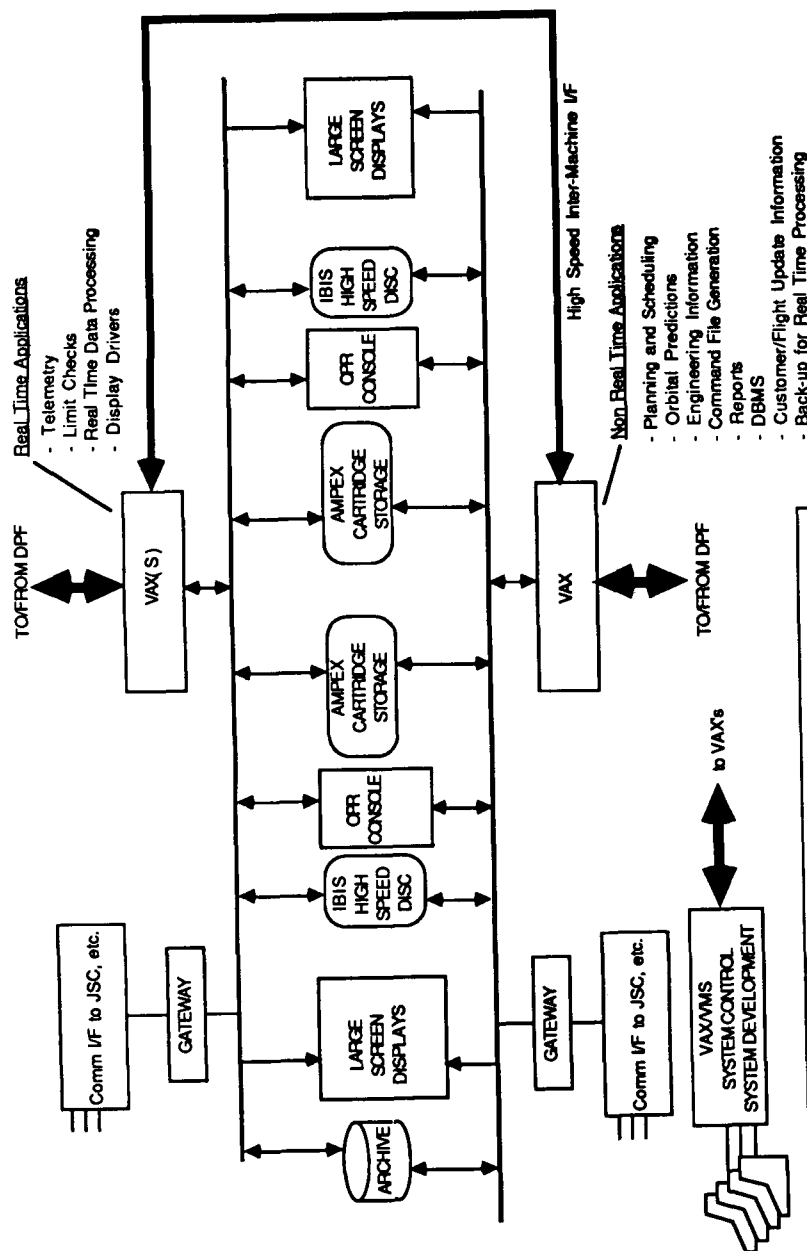 TO/FROM DPF
Real Time Applications
- Telemetry
- Limit Checks
- Real TIme Data Processing
- Display Drivers
Comm I/F to JSC, etc.
VAX( S )
GATEWAY
ARCHIVE
LARGE
SCREEN
DISPLAYS
IBIS
HIGH
SPEED
DISC
OPR
CONSOLE
AMPEX
CARTRIDGE
STORAGE
AMPEX
CARTRIDGE
STORAGE
OPR
CONSOLE
IBIS
HIGH
SPEED
DISC
LARGE
SCREEN
DISPLAYS
High Speed Inter-Machine I/F
GATEWAY
VAX
Comm I/F to JSC, etc.
TO/FROM DPF
Non Real Time Applications
- Planning and Scheduling
- Orbital Predictions
- Engineering Information
- Command File Generation
- Reports
- DBMS
- Customer/Flight Update Information
- Back-up for Real Time Processing
VAX/VMS
SYSTEM CONTROL
SYSTEM DEVELOPMENT
to VAX's